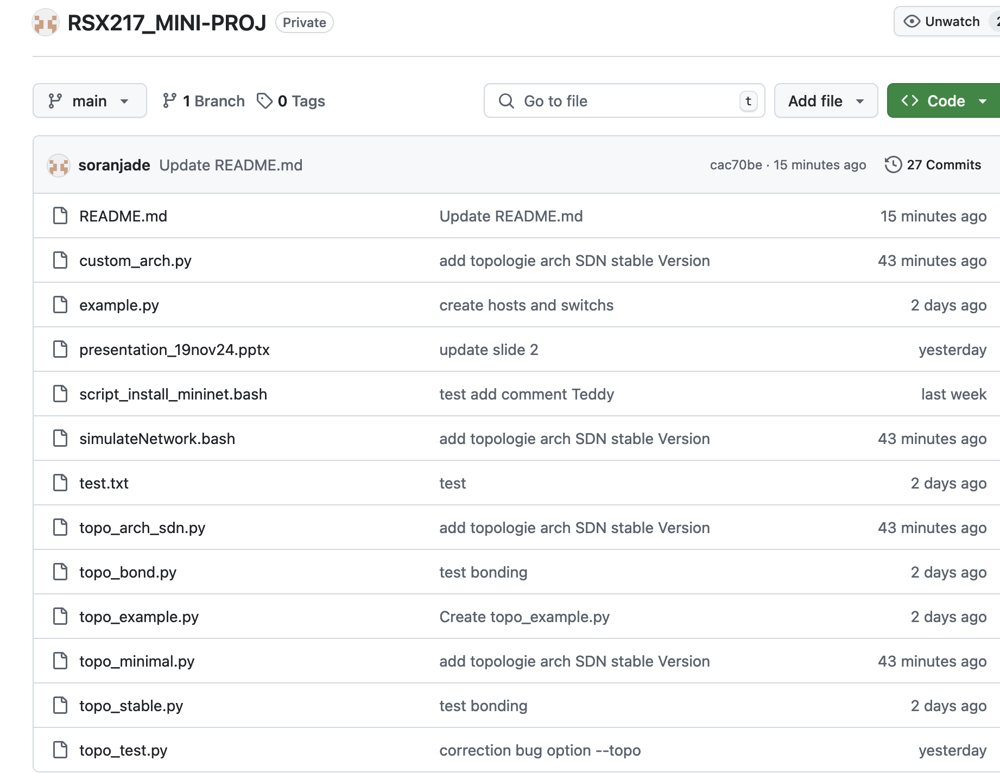 RSX217_MINI-PROJ Private Unwatch
main 1 Branch 0 Tags Go to file t Add file Code
soranjade Update README.md cac70be · 15 minutes ago 27 Commits
README.md Update README.md 15 minutes ago
custom_arch.py add topologie arch SDN stable Version 43 minutes ago
example.py create hosts and switchs 2 days ago
presentation_19nov24.pptx update slide 2 yesterday
script_install_mininet.bash test add comment Teddy last week
simulateNetwork.bash add topologie arch SDN stable Version 43 minutes ago
test.txt test 2 days ago
topo_arch_sdn.py add topologie arch SDN stable Version 43 minutes ago
topo_bond.py test bonding 2 days ago
topo_example.py Create topo_example.py 2 days ago
topo_minimal.py add topologie arch SDN stable Version 43 minutes ago
topo_stable.py test bonding 2 days ago
topo_test.py correction bug option --topo yesterday